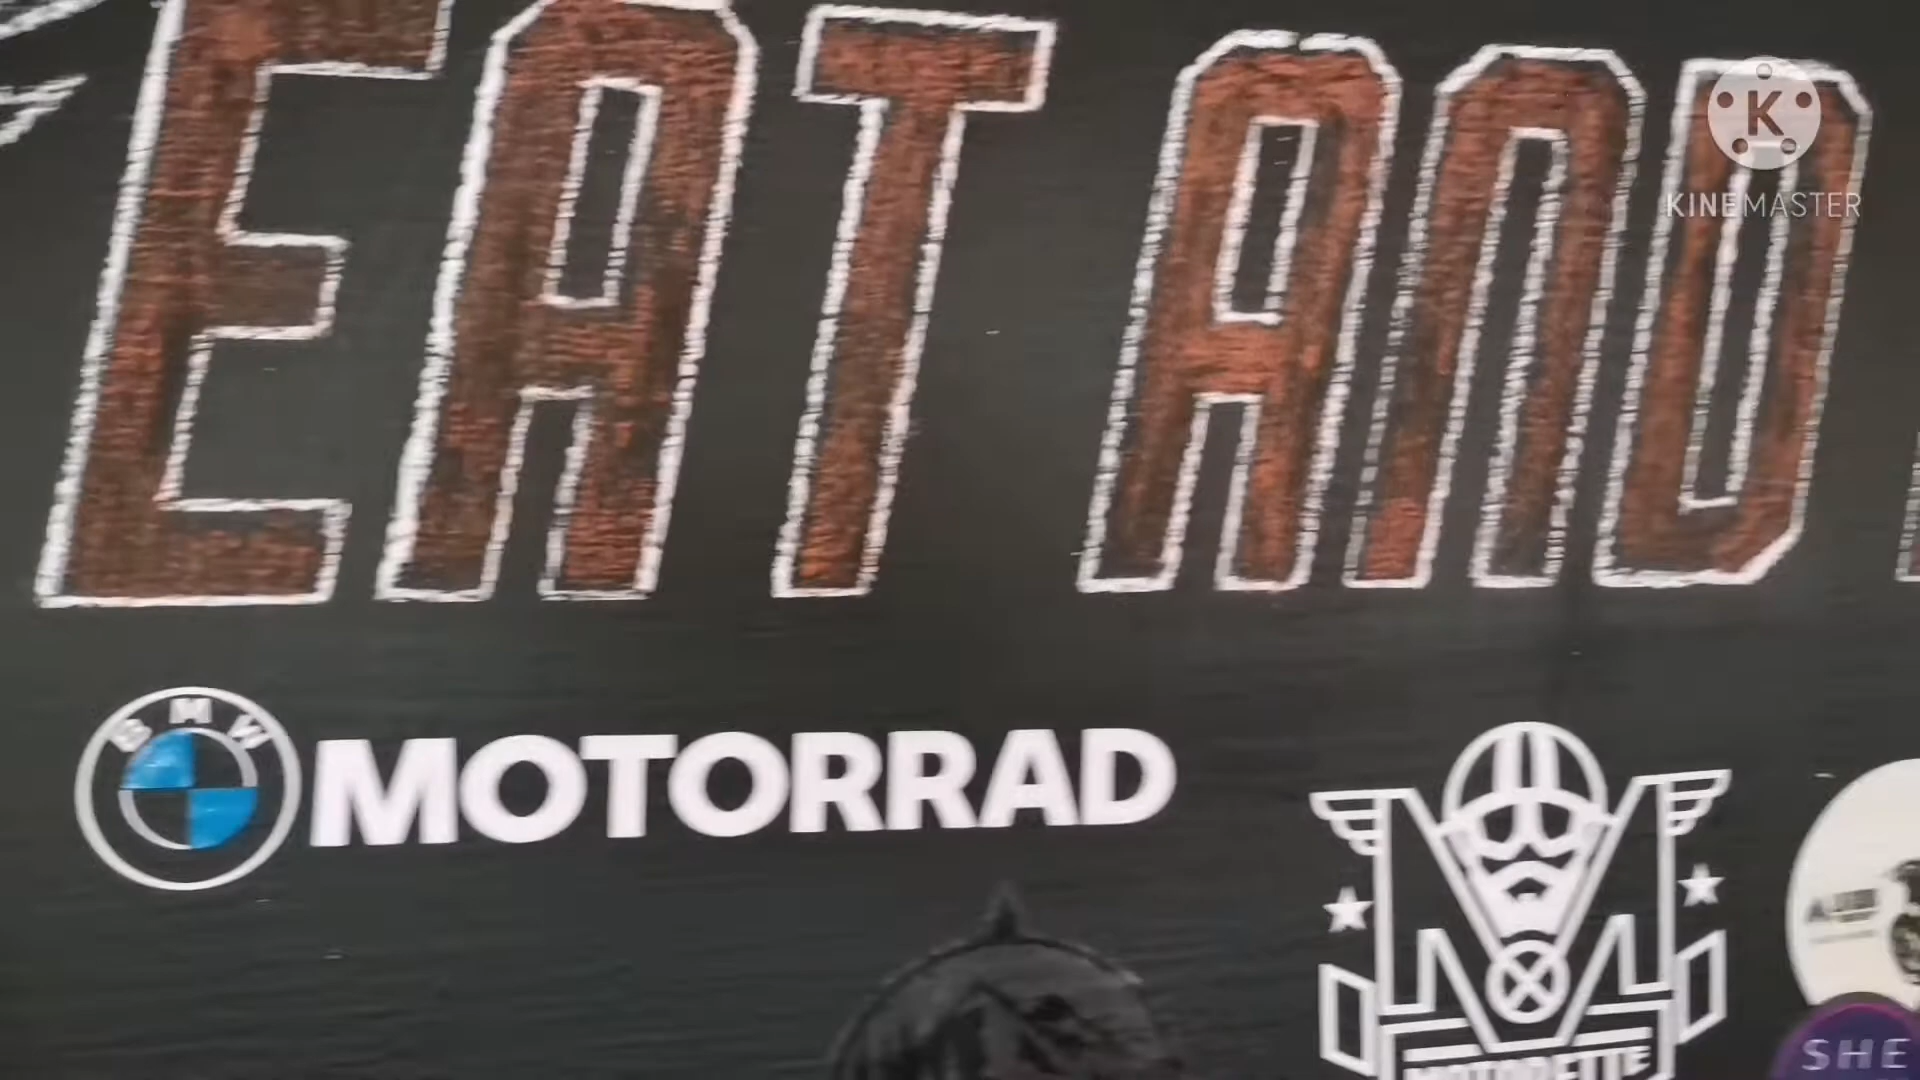 EAT AND
K
KINEMASTER
BMW
MOTORRAD
SHE